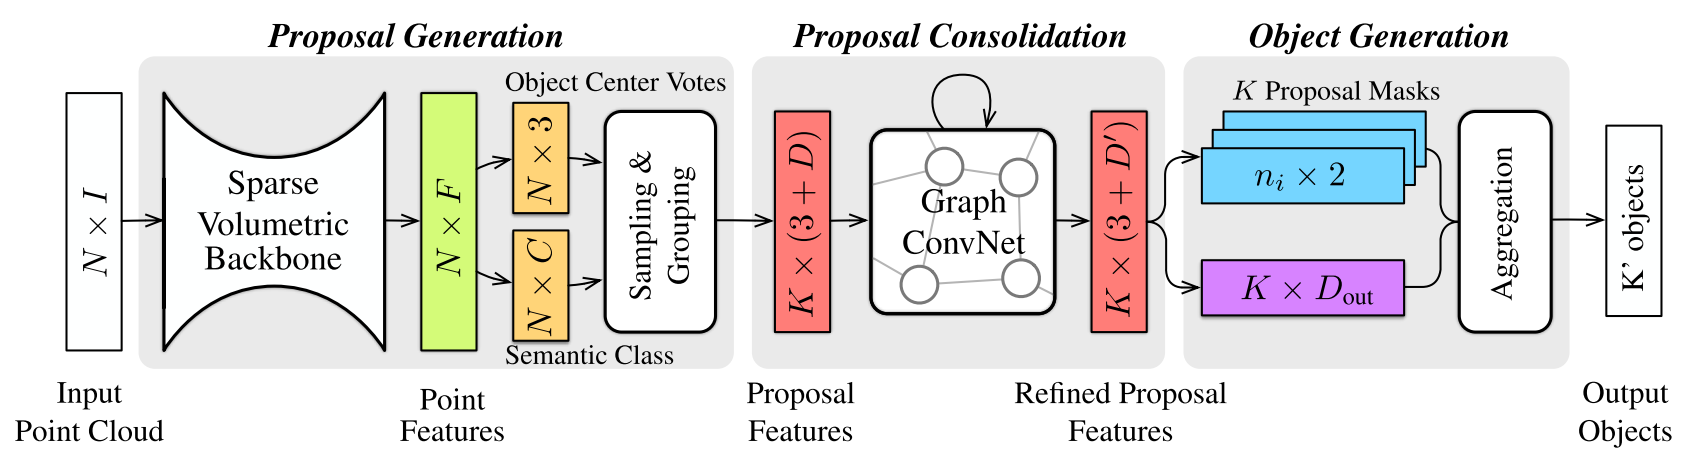 Proposal Generation
Proposal Consolidation
Object Generation
N × I
Sparse
Volumetric
Backbone
N × F
Object Center Votes
N × 3
N × C
Semantic Class
Sampling &
Grouping
K × (3 + D)
Graph
ConvNet
K × (3 + D′)
K Proposal Masks
nᵢ × 2
K × D_out
Aggregation
K' objects
Input
Point Cloud
Point
Features
Proposal
Features
Refined Proposal
Features
Output
Objects